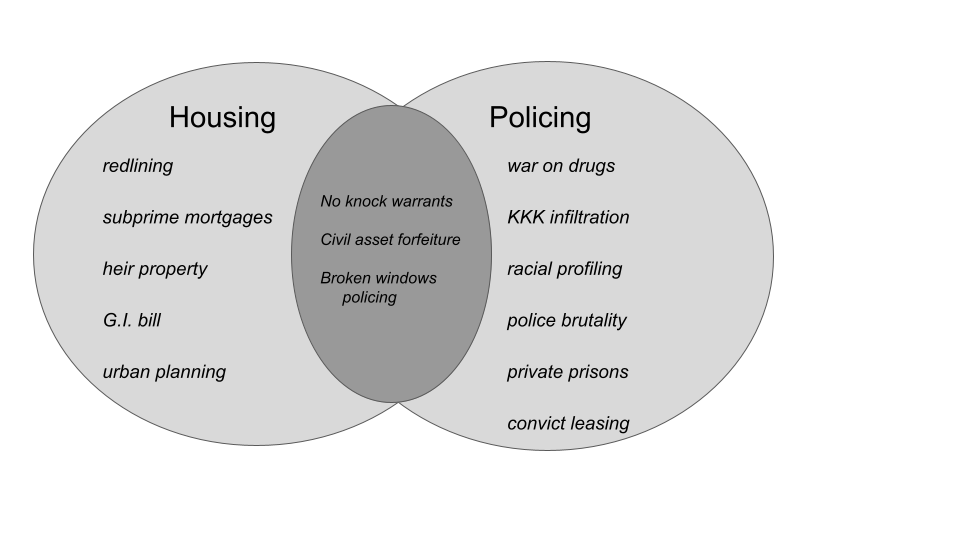 Housing
redlining
subprime mortgages
heir property
G.I. bill
urban planning
No knock warrants
Civil asset forfeiture
Broken windows
policing
Policing
war on drugs
KKK infiltration
racial profiling
police brutality
private prisons
convict leasing